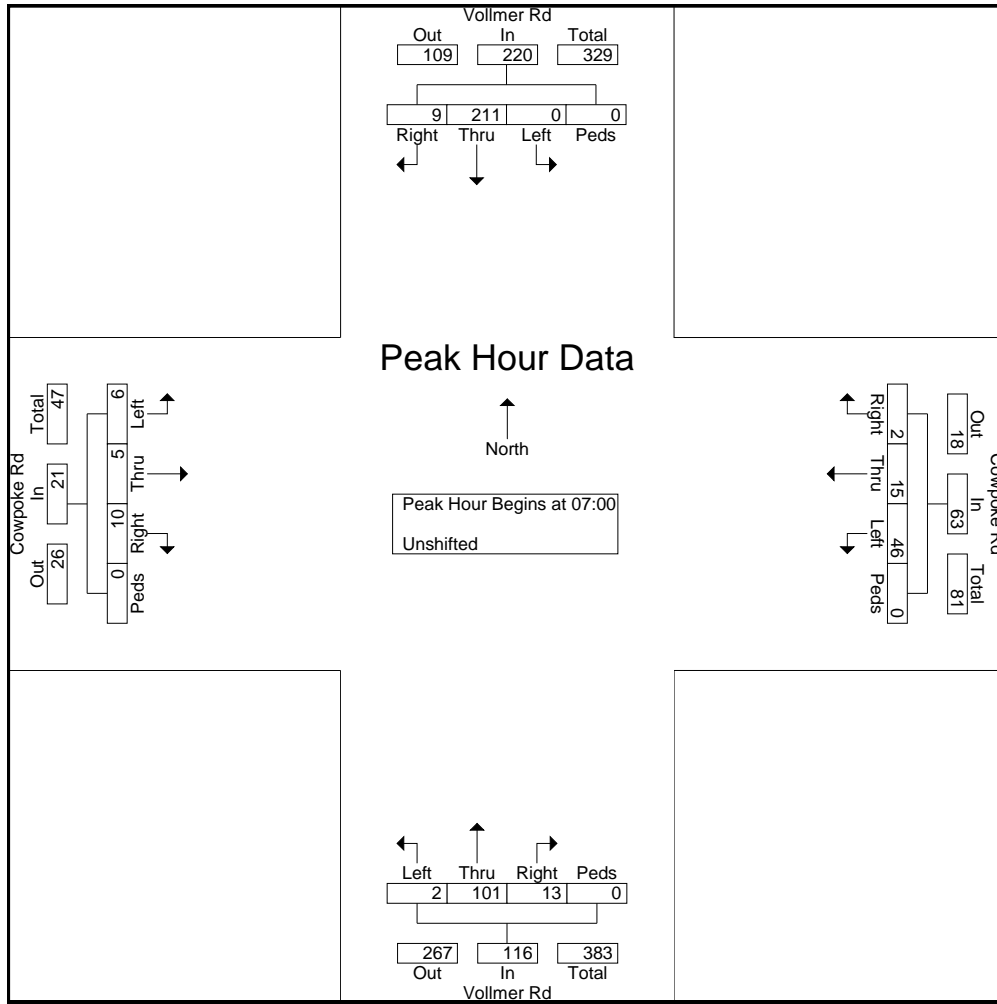 Vollmer Rd
Out In Total
109 220 329
9 211 0 0
Right Thru Left Peds
Peak Hour Data
North
Peak Hour Begins at 07:00
Unshifted
Cowpoke Rd
Total In Out
47 21 26
6 5 10 0
Left Thru Right Peds
Right Thru Left Peds
2 15 46 0
18 63 81
Out In Total
Cowpoke Rd
Left Thru Right Peds
2 101 13 0
267 116 383
Out In Total
Vollmer Rd